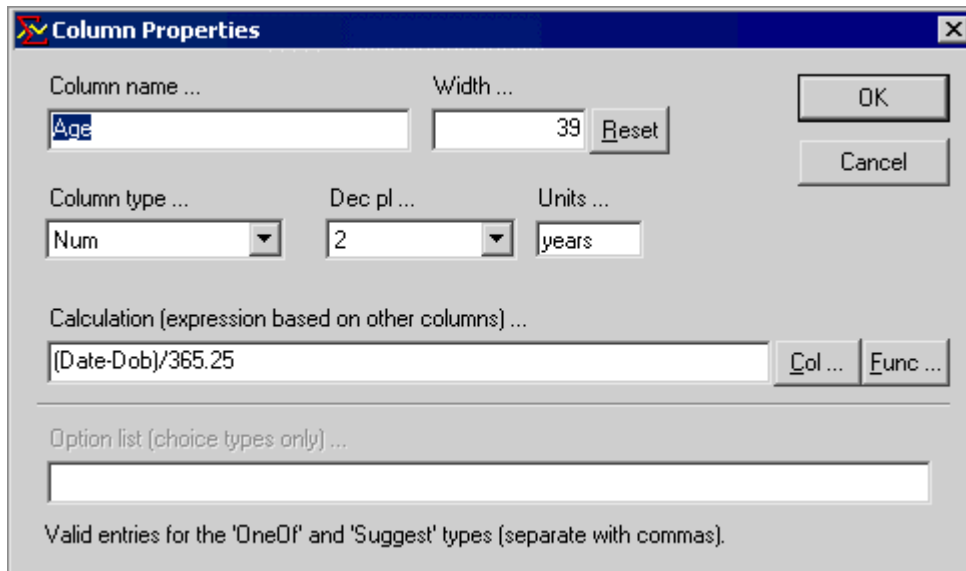 Column Properties
Column name ...
Width ...
OK
Age
39
Reset
Cancel
Column type ...
Dec pl ...
Units ...
Num
2
years
Calculation (expression based on other columns) ...
(Date-Dob)/365.25
Col ...
Func ...
Option list (choice types only) ...
Valid entries for the 'OneOf' and 'Suggest' types (separate with commas).